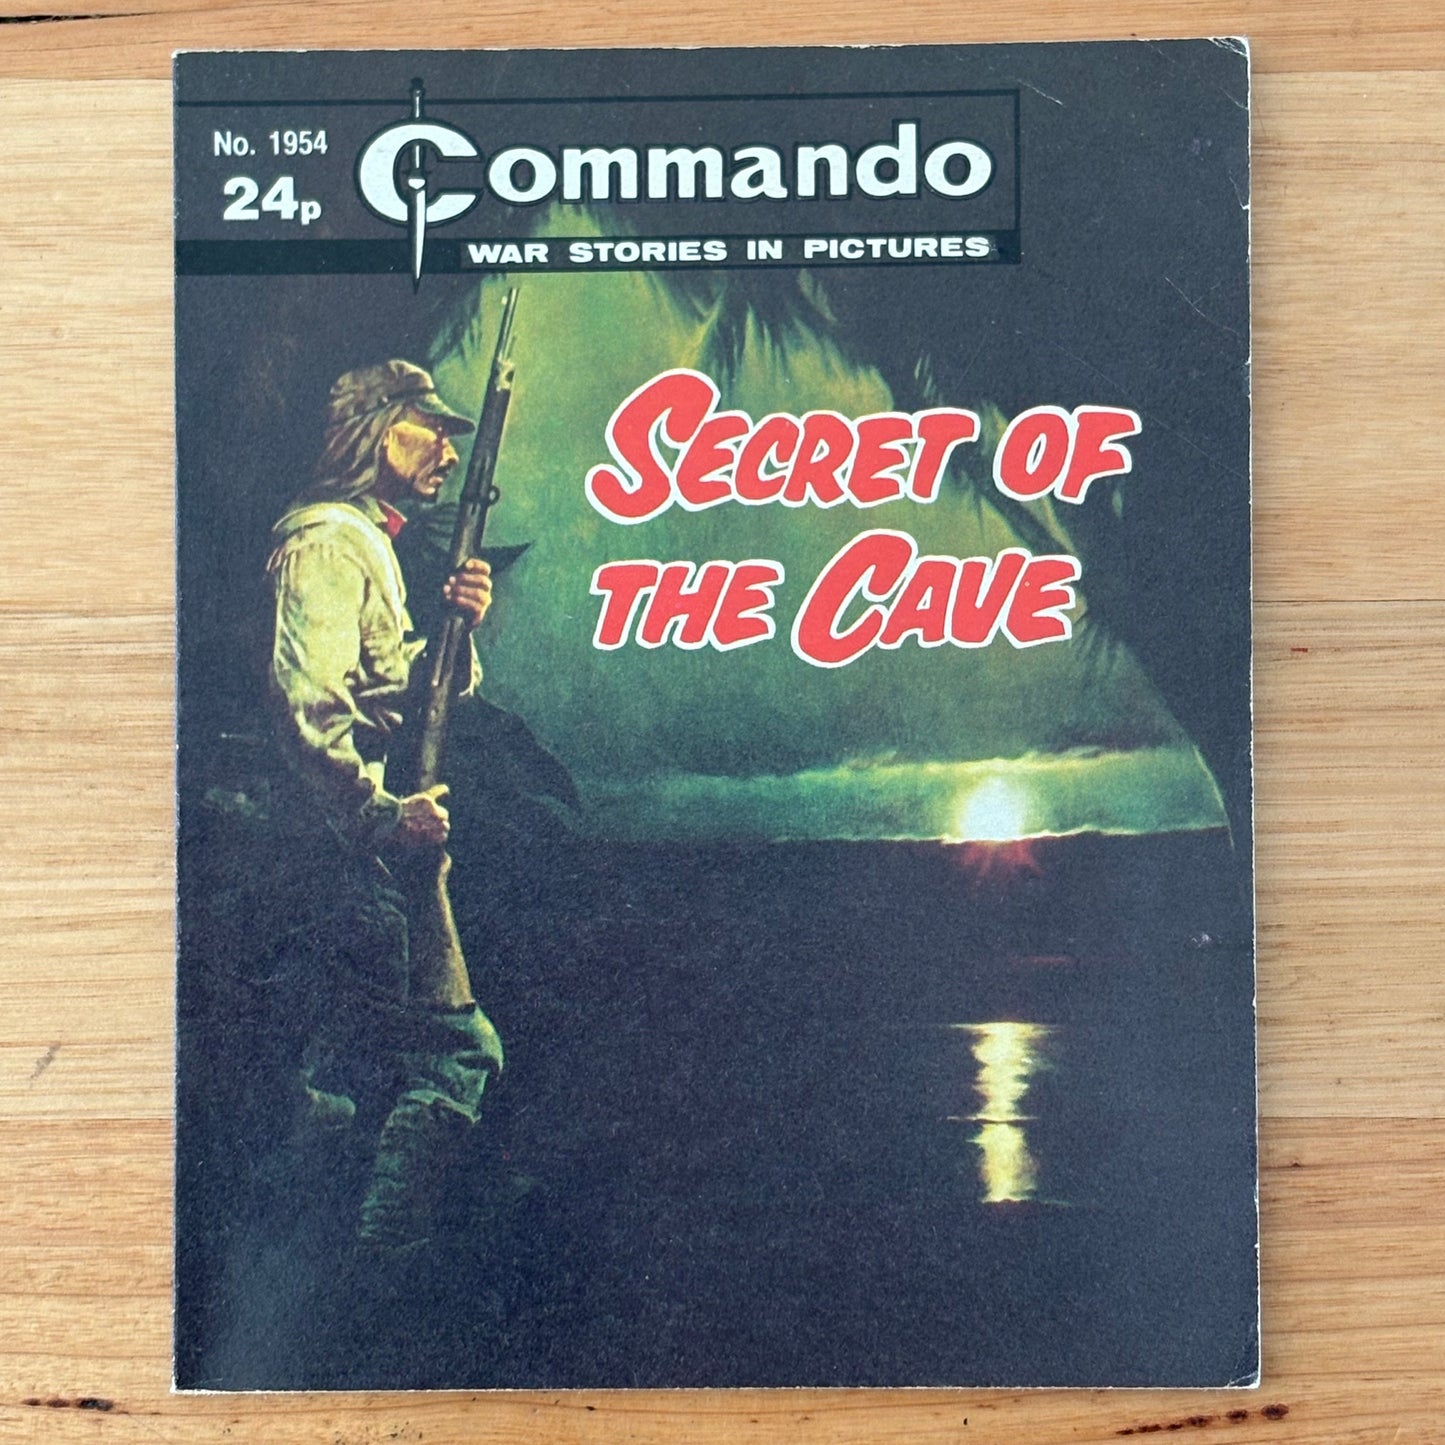 No. 1954
24p
Commando
WAR STORIES IN PICTURES
SECRET OF
THE CAVE